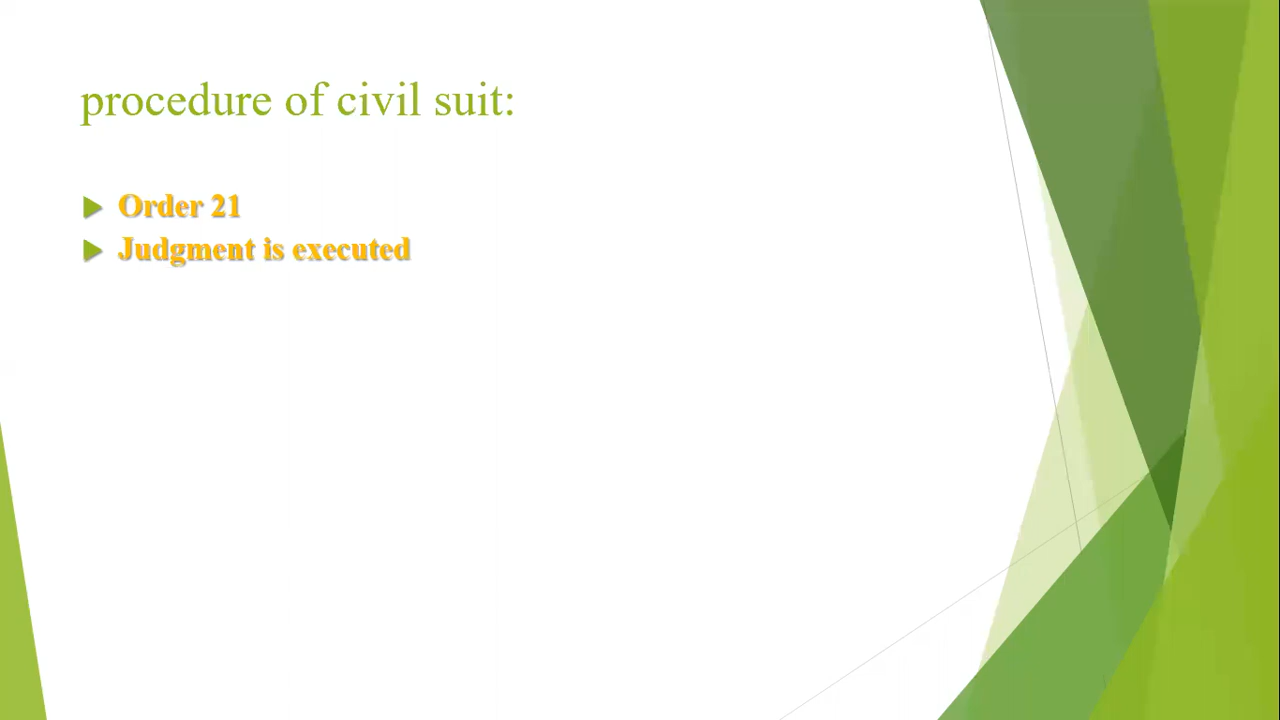 procedure of civil suit:
Order 21
Judgment is executed